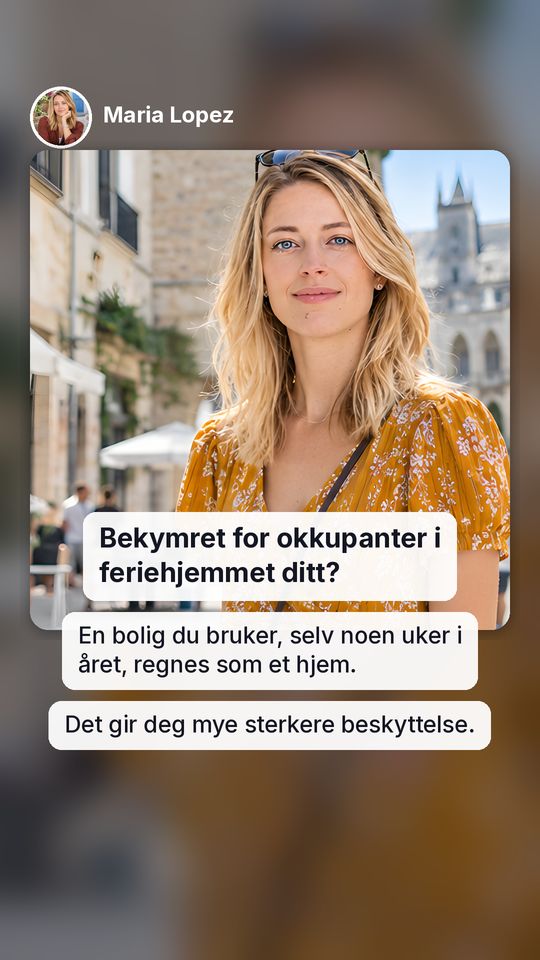 Maria Lopez
Bekymret for okkupanter i
feriehjemmet ditt?
En bolig du bruker, selv noen uker i
året, regnes som et hjem.
Det gir deg mye sterkere beskyttelse.